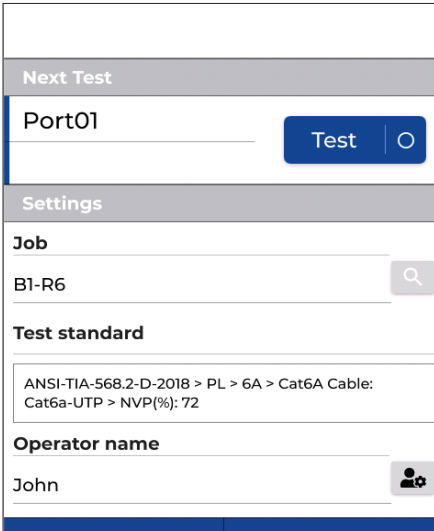 Next Test
Port01
Test
Settings
Job
B1-R6
Test standard
ANSI-TIA-568.2-D-2018 > PL > 6A > Cat6A Cable:
Cat6a-UTP > NVP(%): 72
Operator name
John